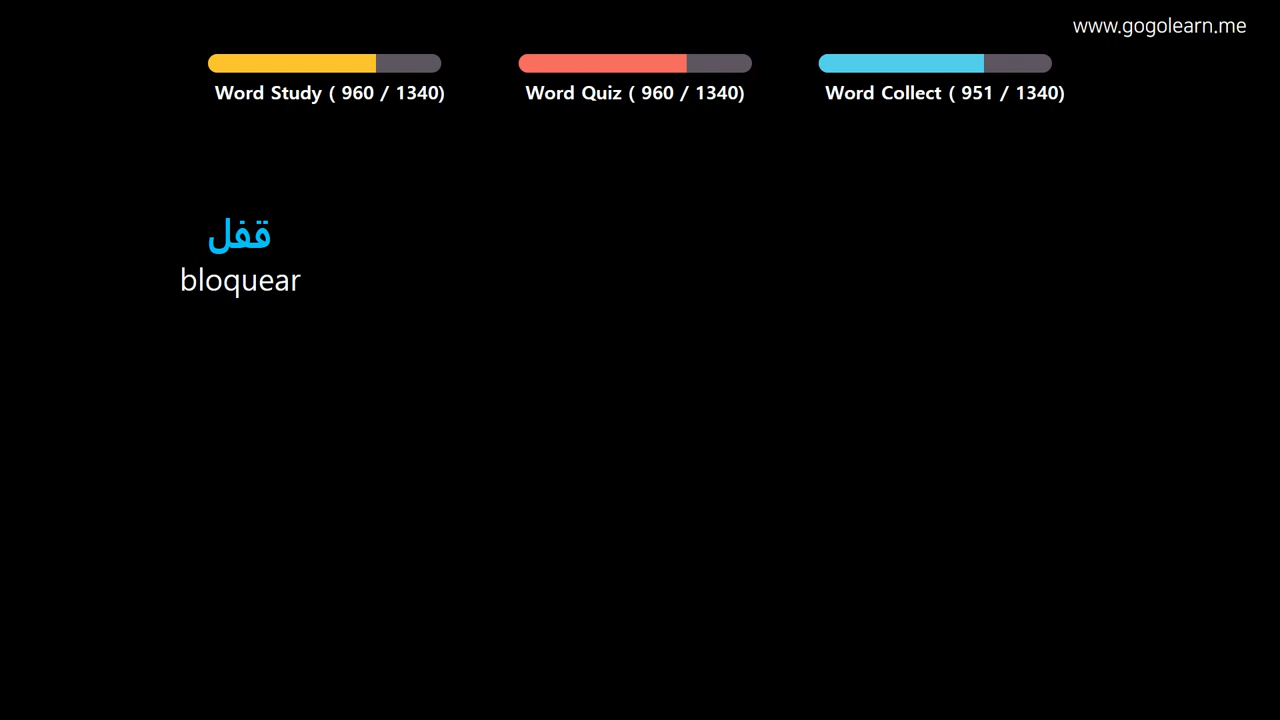 www.gogolearn.me
Word Study ( 960 / 1340)
Word Quiz ( 960 / 1340)
Word Collect ( 951 / 1340)
قفل
bloquear